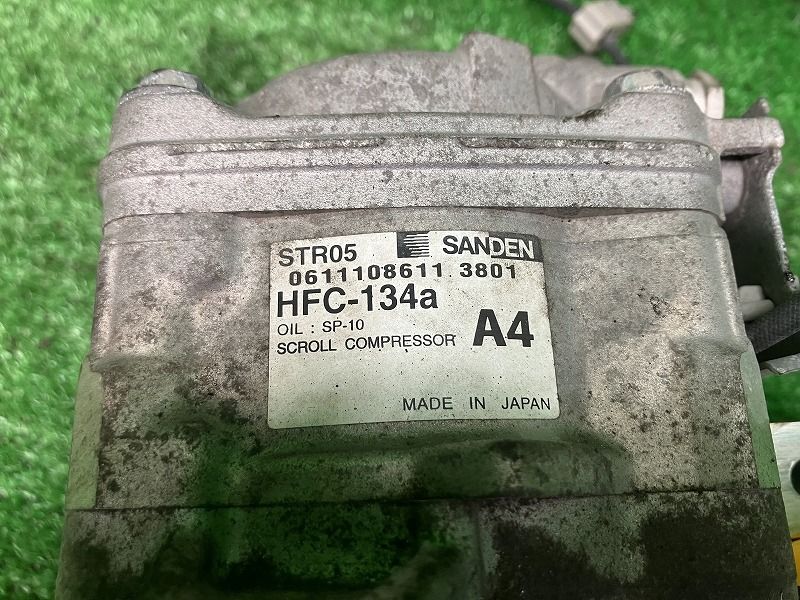 STR05 SANDEN
0611108611 3801
HFC-134a
OIL : SP-10
SCROLL COMPRESSOR A4
MADE IN JAPAN